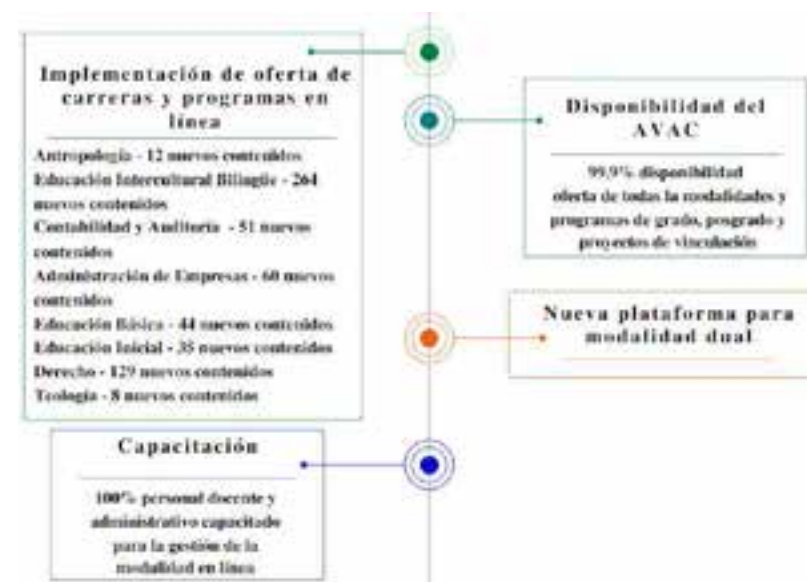 Implementación de oferta de
carreras y programas en
línea
Antropología - 12 nuevos contenidos
Educación Intercultural Bilingüe - 264
nuevos contenidos
Contabilidad y Auditoría - 51 nuevos
contenidos
Administración de Empresas - 60 nuevos
contenidos
Educación Básica - 44 nuevos contenidos
Educación Inicial - 35 nuevos contenidos
Derecho - 129 nuevos contenidos
Teología - 8 nuevos contenidos
Disponibilidad del
AVAC
99,9% disponibilidad
oferta de todas la modalidades y
programas de grado, posgrado y
proyectos de vinculación
Nueva plataforma para
modalidad dual
Capacitación
100% personal docente y
administrativo capacitado
para la gestión de la
modalidad en línea